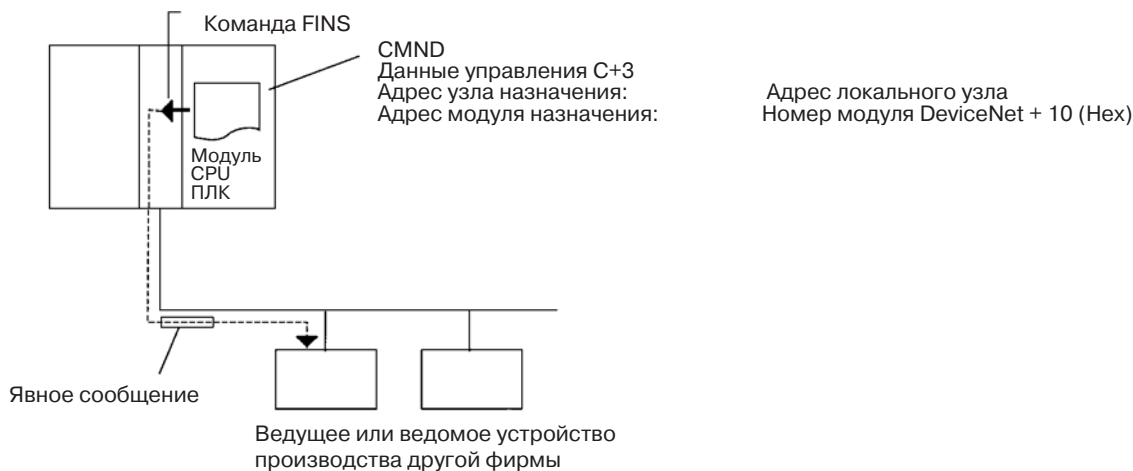 Команда FINS
CMND
Данные управления C+3
Адрес узла назначения: Адрес локального узла
Адрес модуля назначения: Номер модуля DeviceNet + 10 (Hex)
Модуль
CPU
ПЛК
Явное сообщение
Ведущее или ведомое устройство
производства другой фирмы